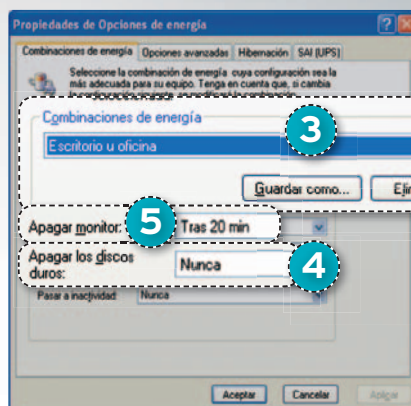 Propiedades de Opciones de energía
Combinaciones de energía Opciones avanzadas Hibernación SAI (UPS)
Seleccione la combinación de energía cuya configuración sea la
más adecuada para su equipo. Tenga en cuenta que, si cambia
Combinaciones de energía
3
Escritorio u oficina
Guardar como...
Apagar monitor:
5
Tras 20 min
Apagar los discos
duros:
Nunca
4
Pasar a inactividad: Nunca
Aceptar Cancelar Aplicar